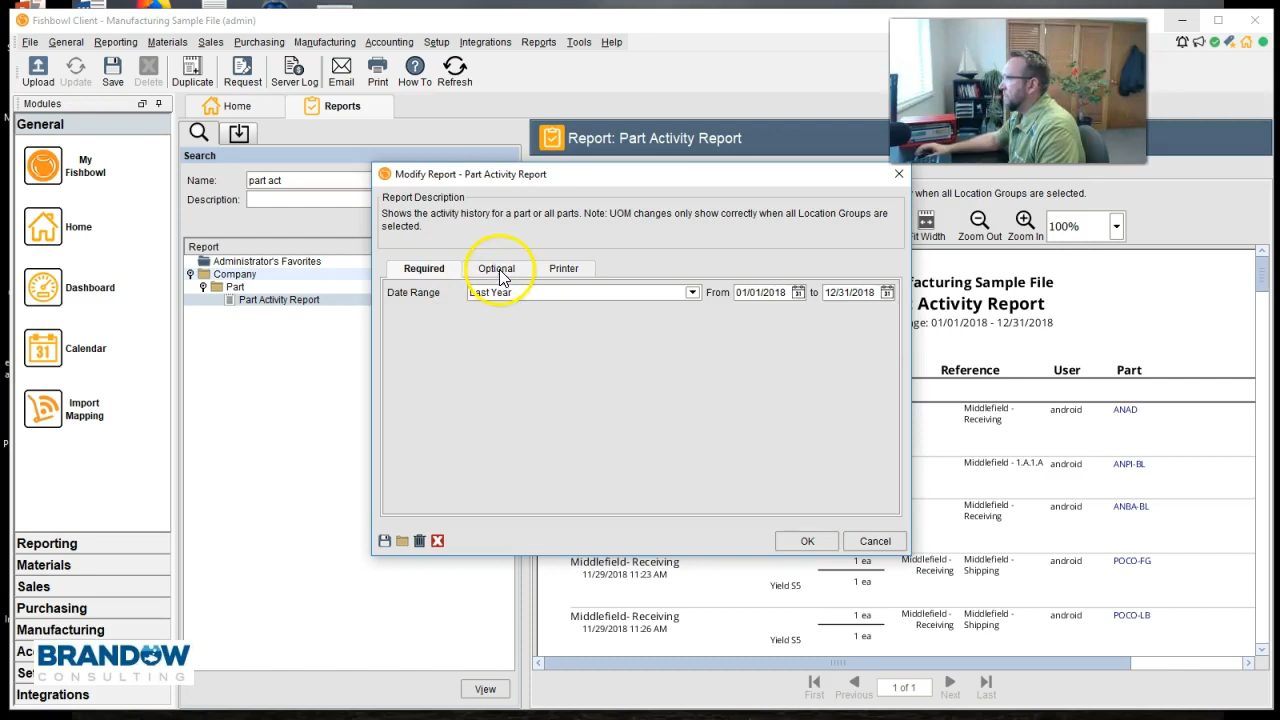 Fishbowl Client - Manufacturing Sample File (admin)
File General Reporting Materials Sales Purchasing Manufacturing Accounting Setup Integrations Reports Tools Help
Upload Update Save Delete Duplicate Request Server Log Email Print How To Refresh
Modules
General
My Fishbowl
Home
Dashboard
31
Calendar
Import Mapping
Reporting
Materials
Sales
Purchasing
Manufacturing
Integrations
BRANDOW
CONSULTING
Home Reports
Search
Name: part act
Description:
Report
Administrator's Favorites
Company
Part
Part Activity Report
View
Report: Part Activity Report
when all Location Groups are selected.
Width Zoom Out Zoom In 100%
Modify Report - Part Activity Report
Report Description
Shows the activity history for a part or all parts. Note: UOM changes only show correctly when all Location Groups are
selected.
Required Optional Printer
Date Range Last Year From 01/01/2018 to 12/31/2018
OK Cancel
facturing Sample File
Activity Report
ge: 01/01/2018 - 12/31/2018
Reference User Part
Middlefield - Receiving android ANAD
Middlefield - 1.A.1.A android ANPI-BL
Middlefield - Receiving android ANBA-BL
Middlefield- Receiving 1 ea Middlefield - Receiving Middlefield - Shipping android POCO-FG
11/29/2018 11:23 AM
Yield S5 1 ea
Middlefield- Receiving 1 ea Middlefield - Receiving Middlefield - Shipping android POCO-LB
11/29/2018 11:26 AM
Yield S5 1 ea
First Previous 1 of 1 Next Last